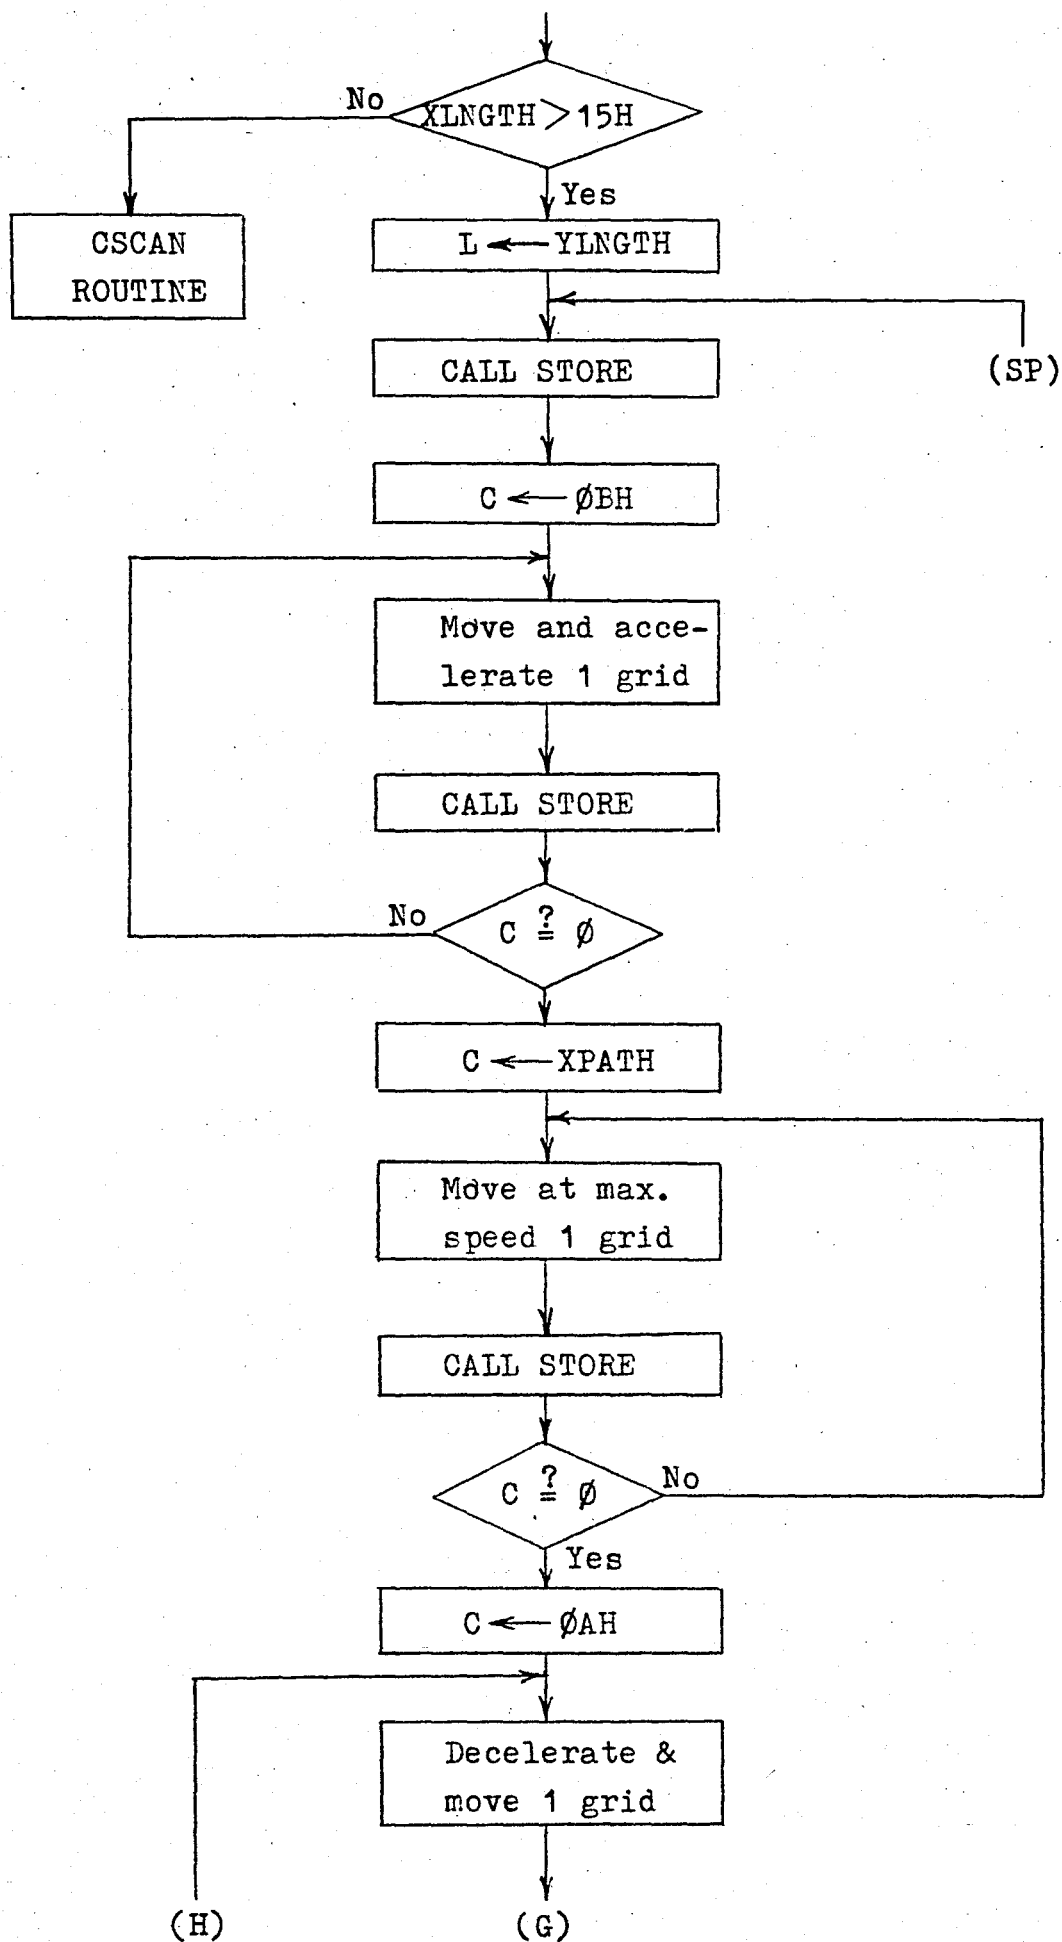 No
XLNGTH > 15H
Yes
CSCAN
ROUTINE
L ← YLNGTH
CALL STORE
(SP)
C ← ØBH
Move and acce-
lerate 1 grid
CALL STORE
No
C ≟ Ø
C ← XPATH
Move at max.
speed 1 grid
CALL STORE
C ≟ Ø
No
Yes
C ← ØAH
Decelerate &
move 1 grid
(H)
(G)